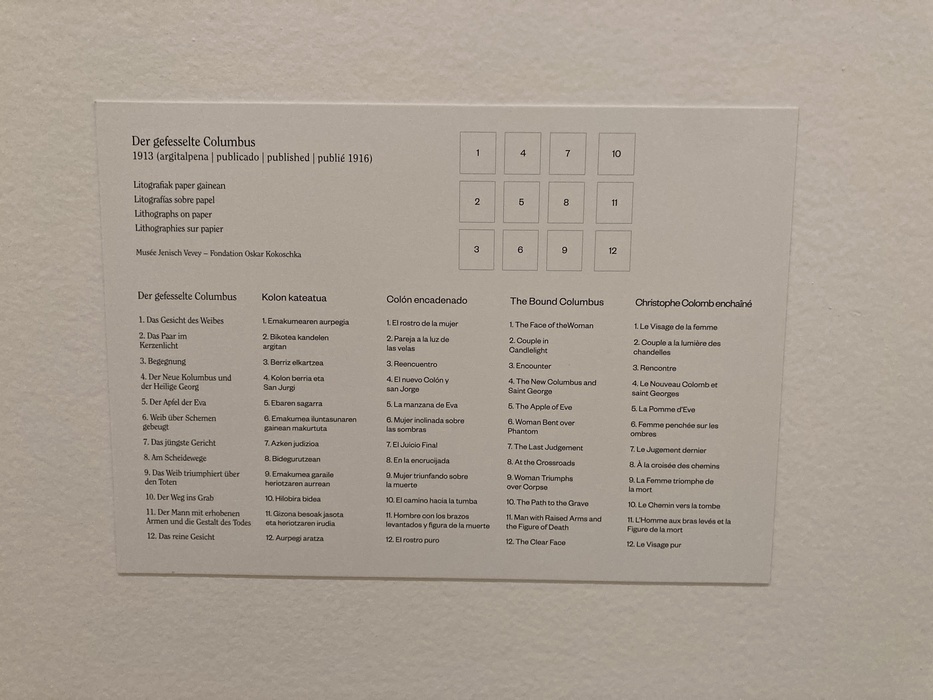 Der gefesselte Columbus
1913 (argitalpena | publicado | published | publié 1916)
Litografiak paper gainean
Litografías sobre papel
Lithographs on paper
Lithographies sur papier
Musée Jenisch Vevey – Fondation Oskar Kokoschka
1 4 7 10
2 5 8 11
3 6 9 12
Der gefesselte Columbus
1. Das Gesicht des Weibes
2. Das Paar im
Kerzenlicht
3. Begegnung
4. Der Neue Kolumbus und
der Heilige Georg
5. Der Apfel der Eva
6. Weib über Schemen
gebeugt
7. Das jüngste Gericht
8. Am Scheidewege
9. Das Weib triumphiert über
den Toten
10. Der Weg ins Grab
11. Der Mann mit erhobenen
Armen und die Gestalt des Todes
12. Das reine Gesicht
Kolon kateatua
1. Emakumearen aurpegia
2. Bikotea kandelen
argitan
3. Berriz elkartzea
4. Kolon berria eta
San Jurgi
5. Ebaren sagarra
6. Emakumea iluntasunaren
gainean makurtuta
7. Azken judizioa
8. Bidegurutzean
9. Emakumea garaile
heriotzaren aurrean
10. Hilobira bidea
11. Gizona besoak jasota
eta heriotzaren irudia
12. Aurpegi aratza
Colón encadenado
1. El rostro de la mujer
2. Pareja a la luz de
las velas
3. Reencuentro
4. El nuevo Colón y
san Jorge
5. La manzana de Eva
6. Mujer inclinada sobre
las sombras
7. El Juicio Final
8. En la encrucijada
9. Mujer triunfando sobre
la muerte
10. El camino hacia la tumba
11. Hombre con los brazos
levantados y figura de la muerte
12. El rostro puro
The Bound Columbus
1. The Face of theWoman
2. Couple in
Candlelight
3. Encounter
4. The New Columbus and
Saint George
5. The Apple of Eve
6. Woman Bent over
Phantom
7. The Last Judgement
8. At the Crossroads
9. Woman Triumphs
over Corpse
10. The Path to the Grave
11. Man with Raised Arms and
the Figure of Death
12. The Clear Face
Christophe Colomb enchaîné
1. Le Visage de la femme
2. Couple a la lumière des
chandelles
3. Rencontre
4. Le Nouveau Colomb et
saint Georges
5. La Pomme d'Eve
6. Femme penchée sur les
ombres
7. Le Jugement dernier
8. À la croisée des chemins
9. La Femme triomphe de
la mort
10. Le Chemin vers la tombe
11. L'Homme aux bras levés et la
Figure de la mort
12. Le Visage pur